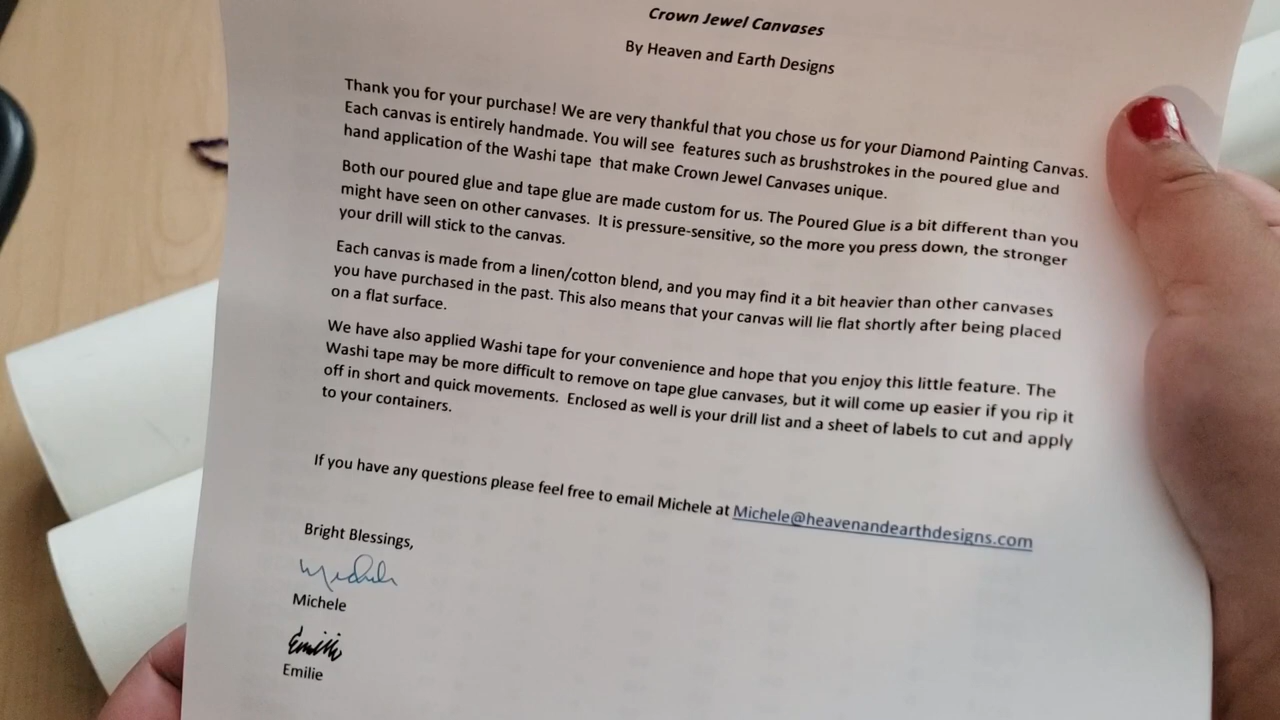 Crown Jewel Canvases
By Heaven and Earth Designs
Thank you for your purchase! We are very thankful that you chose us for your Diamond Painting Canvas.
Each canvas is entirely handmade. You will see features such as brushstrokes in the poured glue and
hand application of the Washi tape that make Crown Jewel Canvases unique.
Both our poured glue and tape glue are made custom for us. The Poured Glue is a bit different than you
might have seen on other canvases. It is pressure-sensitive, so the more you press down, the stronger
your drill will stick to the canvas.
Each canvas is made from a linen/cotton blend, and you may find it a bit heavier than other canvases
you have purchased in the past. This also means that your canvas will lie flat shortly after being placed
on a flat surface.
We have also applied Washi tape for your convenience and hope that you enjoy this little feature. The
Washi tape may be more difficult to remove on tape glue canvases, but it will come up easier if you rip it
off in short and quick movements. Enclosed as well is your drill list and a sheet of labels to cut and apply
to your containers.
If you have any questions please feel free to email Michele at Michele@heavenandearthdesigns.com
Bright Blessings,
Michele
Michele
Emilie
Emilie